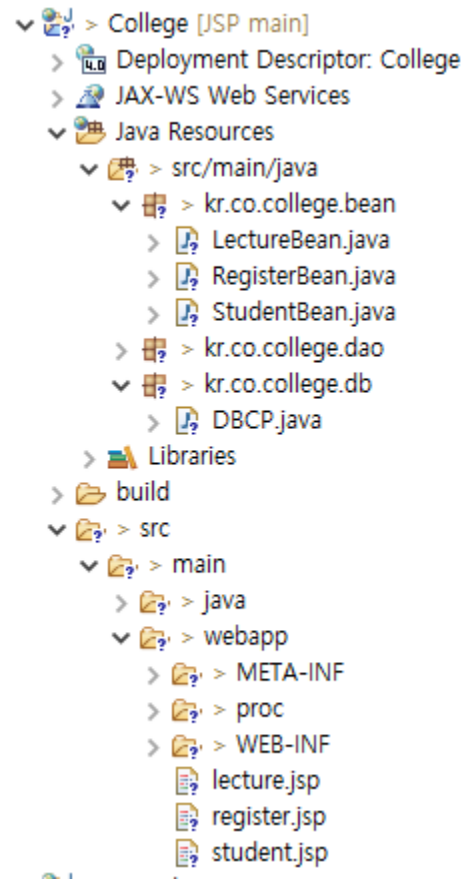 > College [JSP main]
> Deployment Descriptor: College
JAX-WS Web Services
Java Resources
> src/main/java
> kr.co.college.bean
LectureBean.java
RegisterBean.java
StudentBean.java
> kr.co.college.dao
> kr.co.college.db
DBCP.java
Libraries
build
> src
> main
> java
> webapp
> META-INF
> proc
> WEB-INF
lecture.jsp
register.jsp
student.jsp